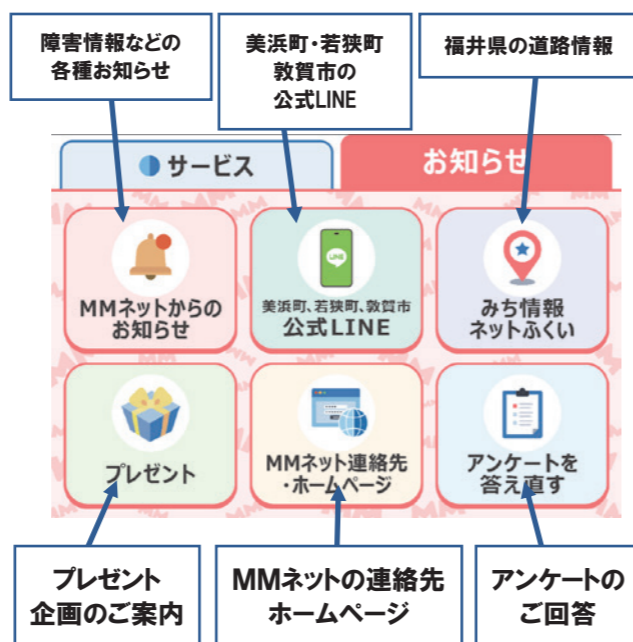 障害情報などの
各種お知らせ
美浜町・若狭町
敦賀市の
公式LINE
福井県の道路情報
サービス
お知らせ
MMネットからの
お知らせ
LINE
美浜町、若狭町、敦賀市
公式LINE
みち情報
ネットふくい
プレゼント
MMネット連絡先
・ホームページ
アンケートを
答え直す
プレゼント
企画のご案内
MMネットの連絡先
ホームページ
アンケートの
ご回答